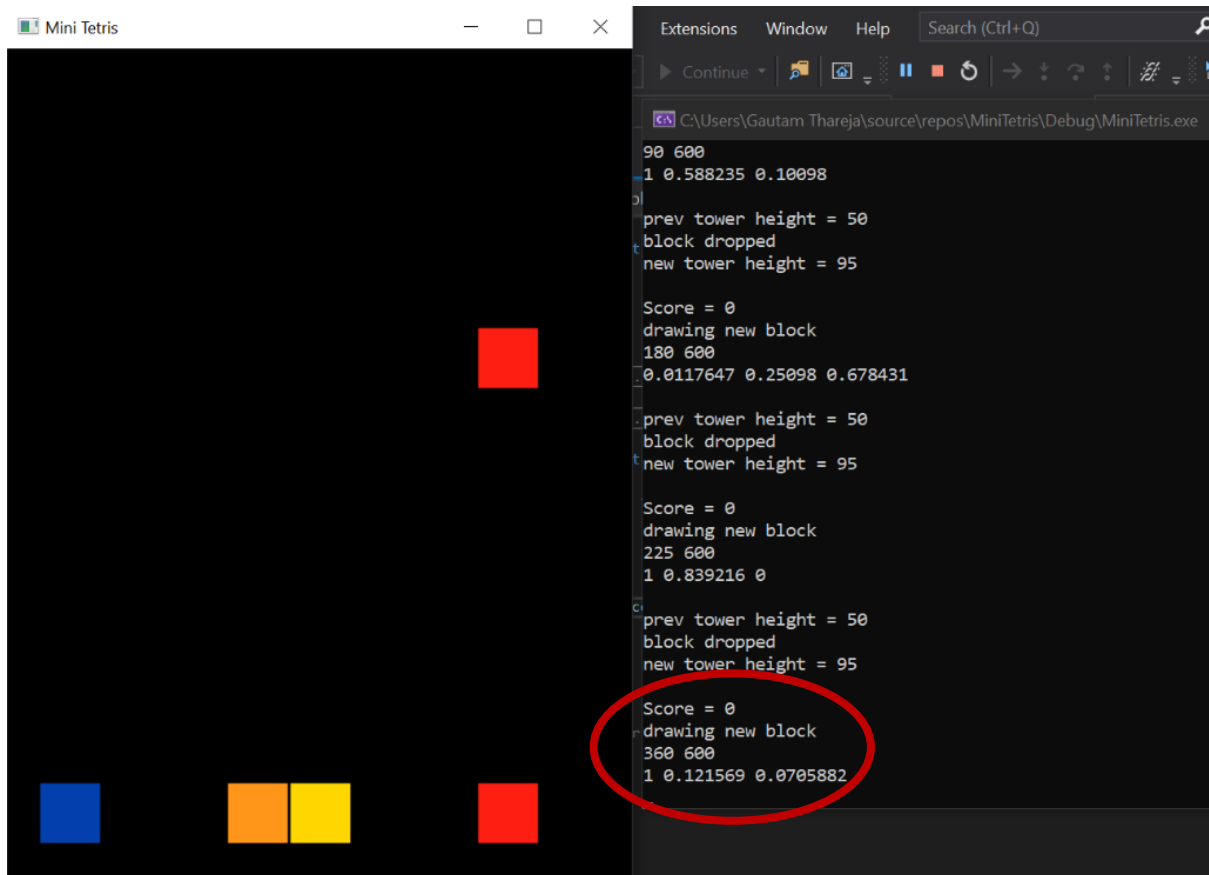 Mini Tetris
Extensions Window Help Search (Ctrl+Q)
Continue
C:\Users\Gautam Thareja\source\repos\MiniTetris\Debug\MiniTetris.exe
90 600
1 0.588235 0.10098
prev tower height = 50
block dropped
new tower height = 95
Score = 0
drawing new block
180 600
0.0117647 0.25098 0.678431
prev tower height = 50
block dropped
new tower height = 95
Score = 0
drawing new block
225 600
1 0.839216 0
prev tower height = 50
block dropped
new tower height = 95
Score = 0
drawing new block
360 600
1 0.121569 0.0705882